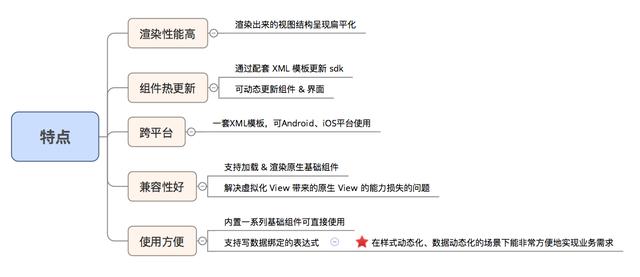 特点
渲染性能高
渲染出来的视图结构呈现扁平化
组件热更新
通过配套 XML 模板更新 sdk
可动态更新组件 & 界面
跨平台
一套XML模板，可Android、iOS平台使用
兼容性好
支持加载 & 渲染原生基础组件
解决虚拟化 View 带来的原生 View 的能力损失的问题
使用方便
内置一系列基础组件可直接使用
支持写数据绑定的表达式
在样式动态化、数据动态化的场景下能非常方便地实现业务需求